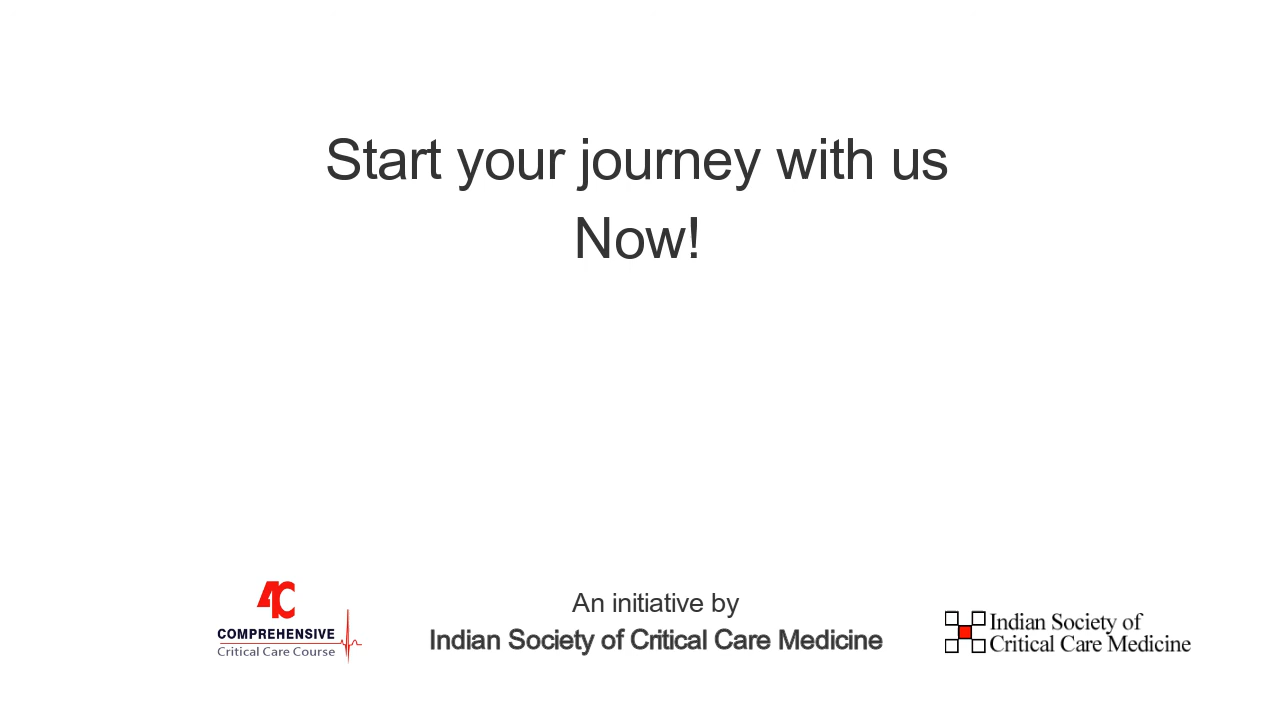 Start your journey with us
Now!
4C
COMPREHENSIVE
Critical Care Course
An initiative by
Indian Society of Critical Care Medicine
Indian Society of
Critical Care Medicine